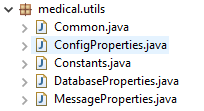 medical.utils
Common.java
ConfigProperties.java
Constants.java
DatabaseProperties.java
MessageProperties.java